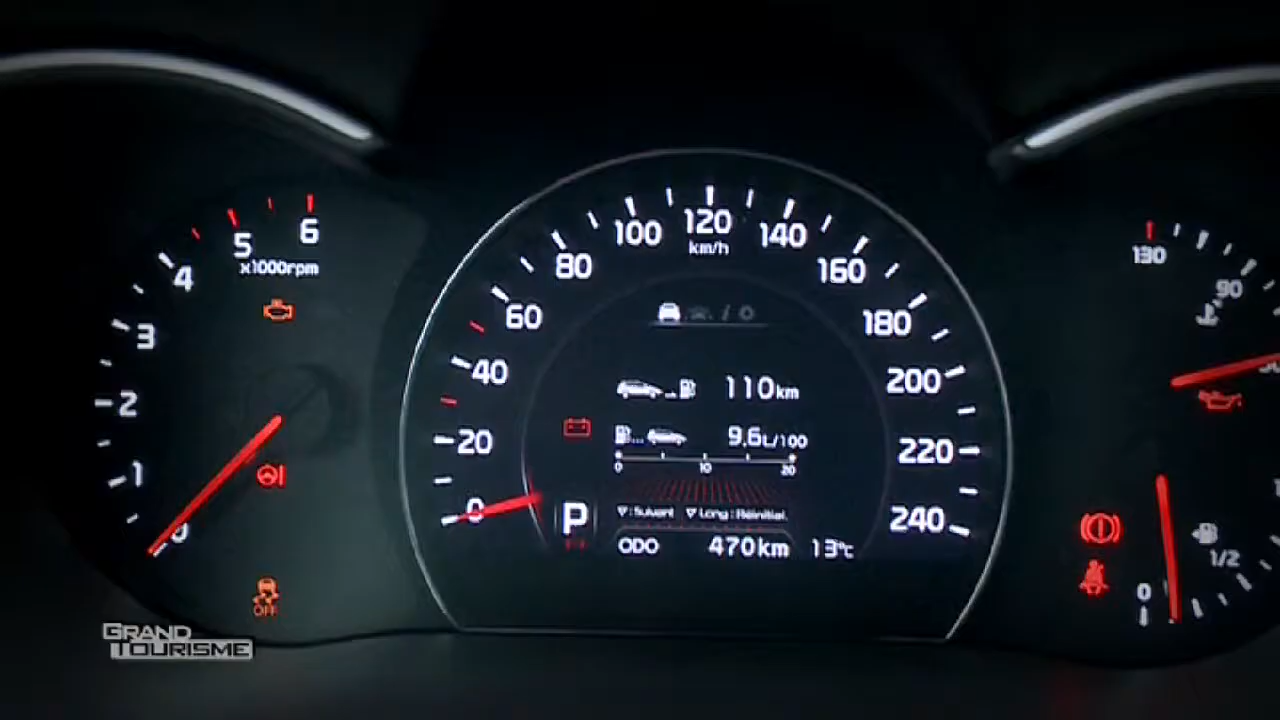 6
5
x1000rpm
4
3
2
1
0
120
km/h
100
140
80
160
60
180
40
200
20
220
0
240
110km
9,6L/100
0 10 20
▽:Suivant ▽Long:Réinitial.
P
ODO 470km 13°C
OFF
130
90
1/2
0
GRAND
TOURISME